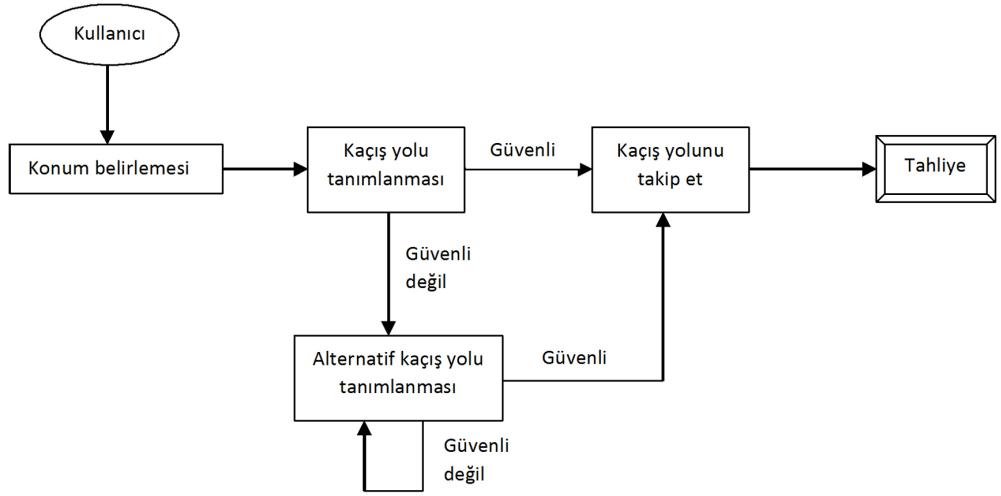 Kullanıcı
Konum belirlemesi
Kaçış yolu
tanımlanması
Güvenli
Kaçış yolunu
takip et
Tahliye
Güvenli
değil
Alternatif kaçış yolu
tanımlanması
Güvenli
Güvenli
değil